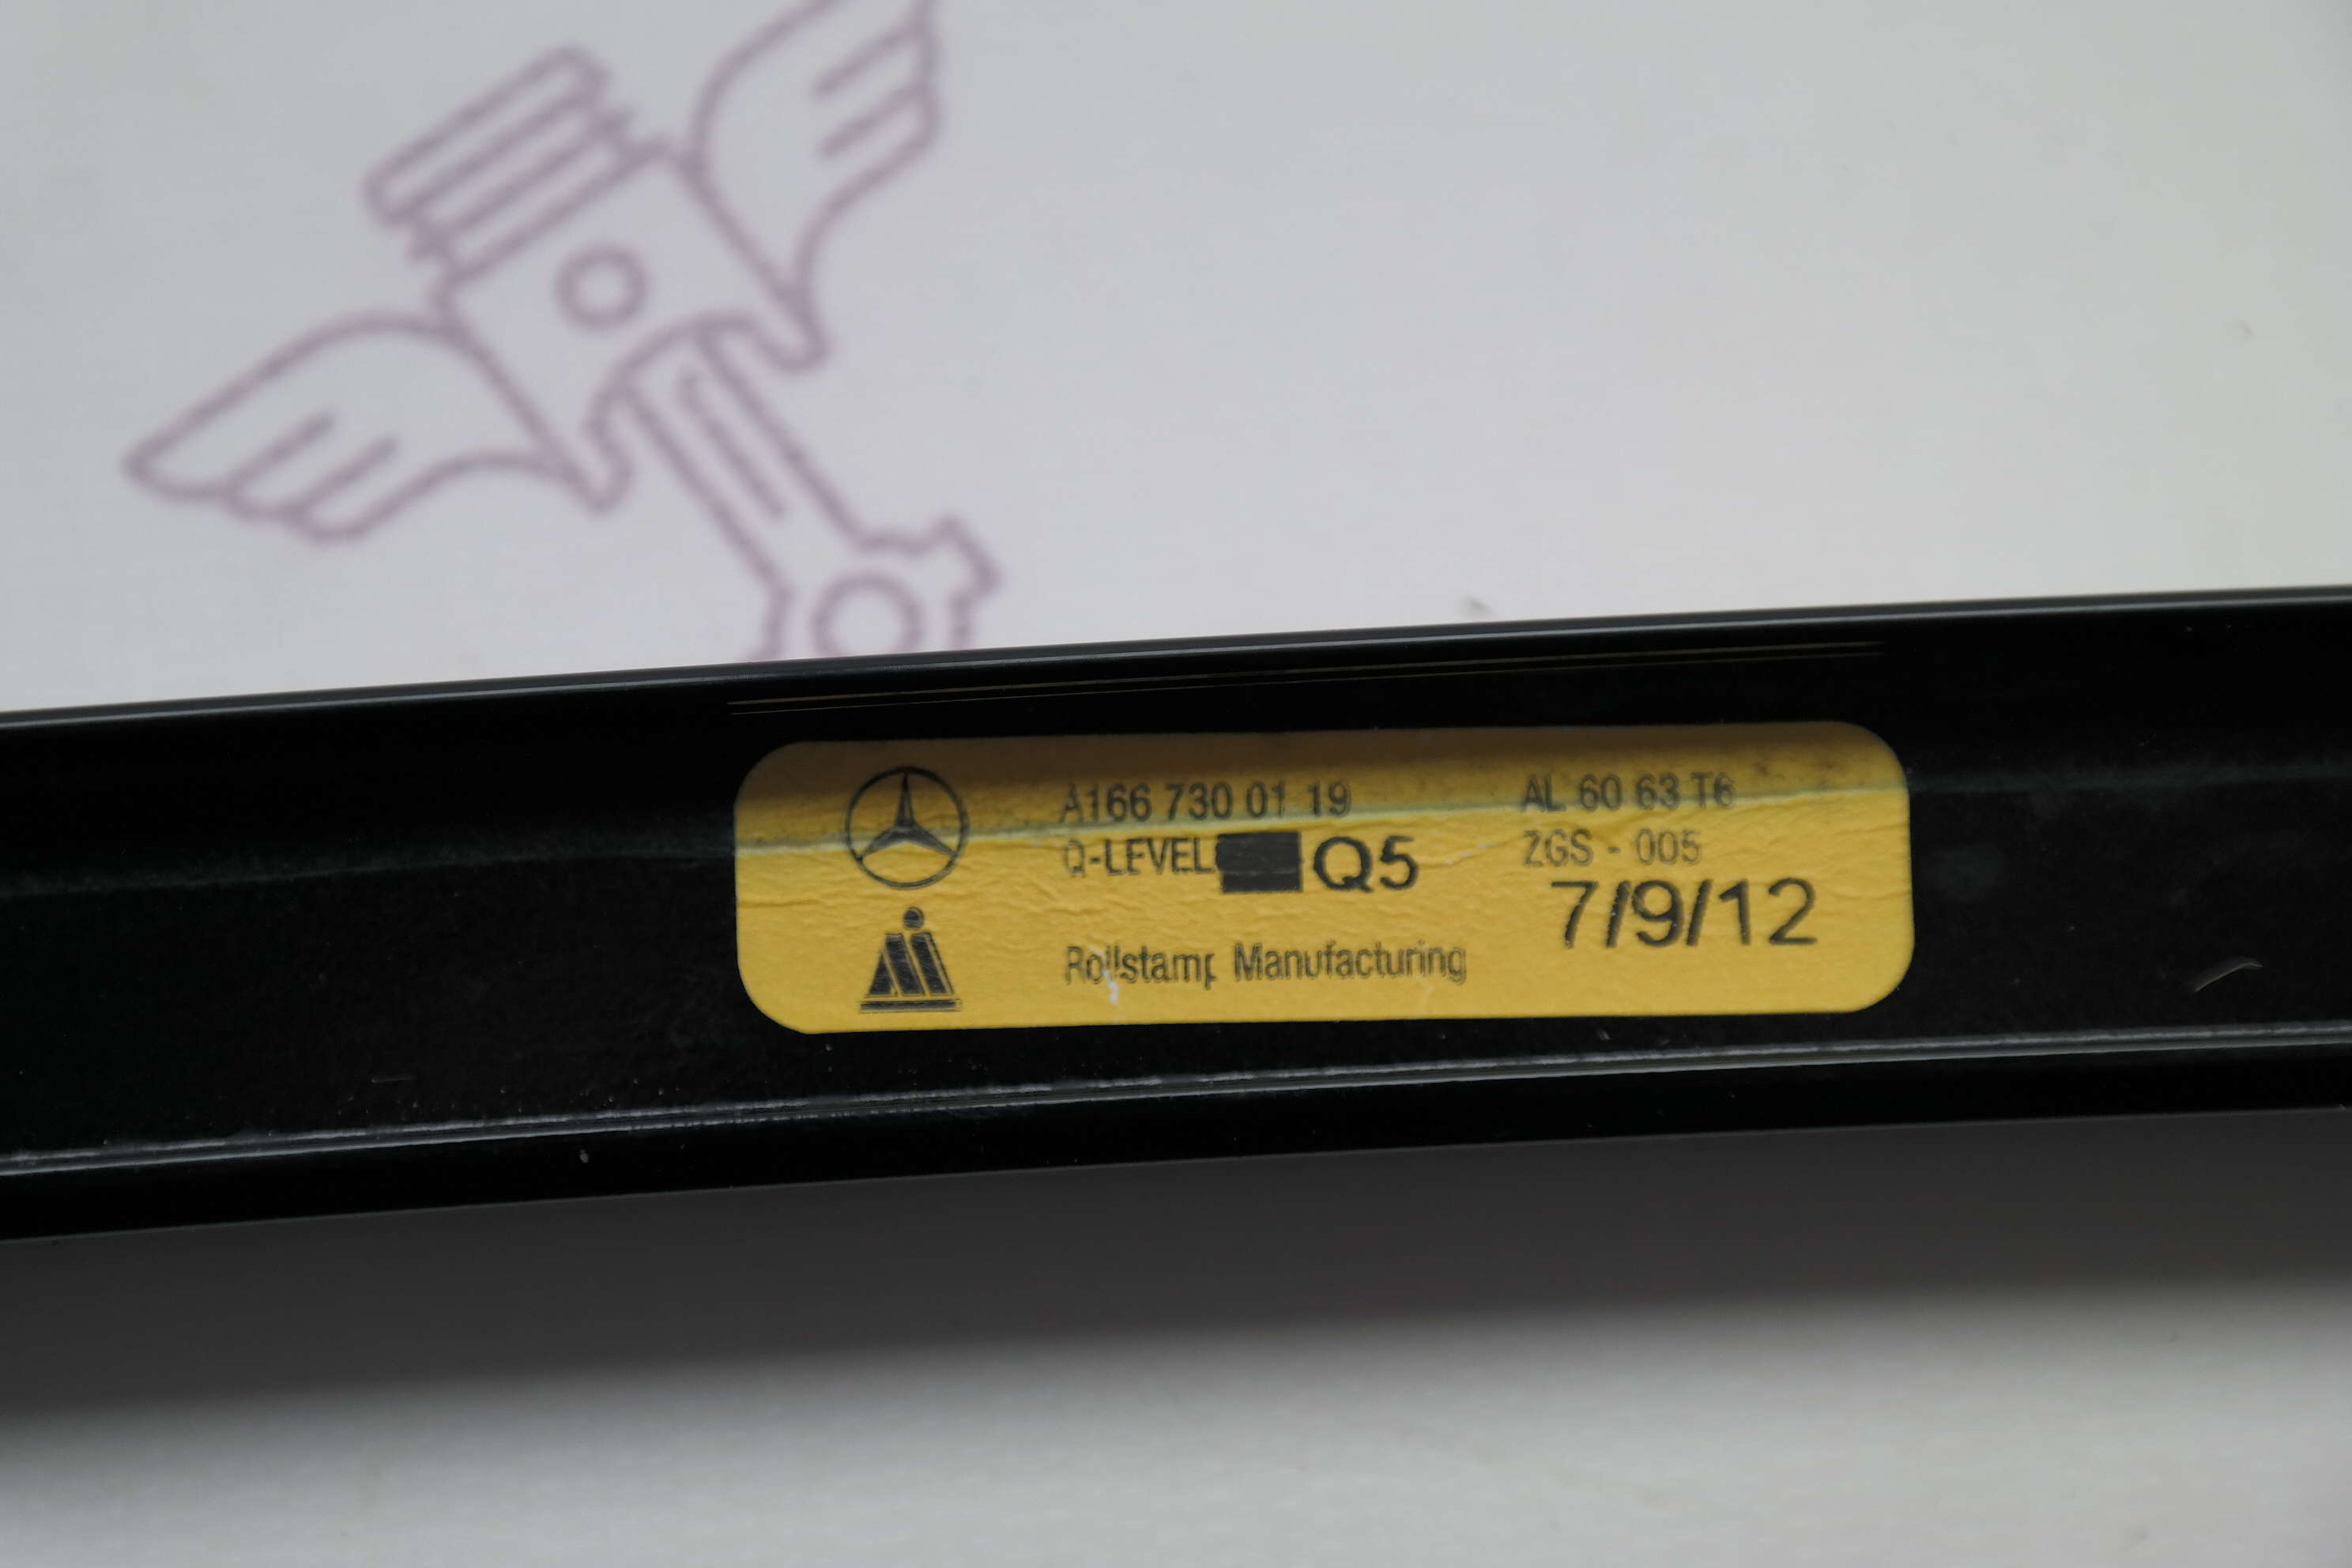 A166 730 01 19
Q-LEVEL Q5
Rollstamp Manufacturing
AL 60 63 T6
ZGS - 005
7/9/12